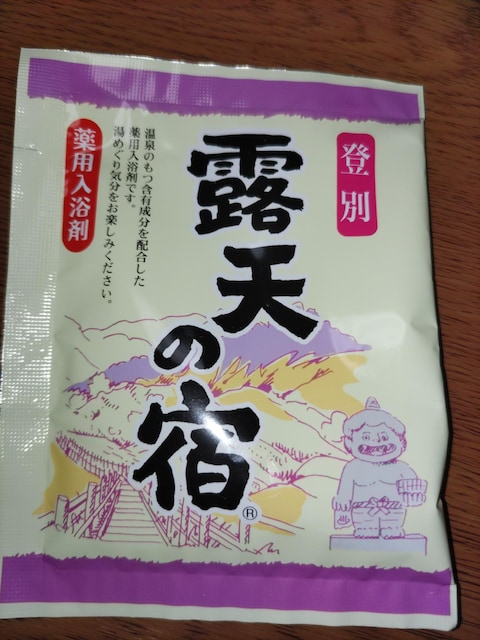 登別
露天の宿
®
温泉のもつ含有成分を配合した
薬用入浴剤です。
湯めぐり気分をお楽しみください。
薬用入浴剤